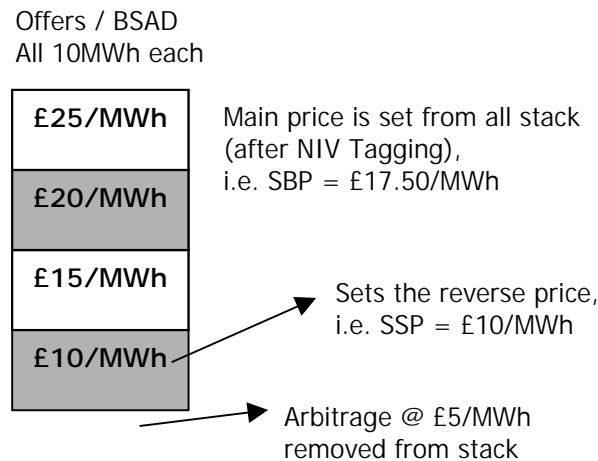 Offers / BSAD
All 10MWh each
£25/MWh
£20/MWh
£15/MWh
£10/MWh
Main price is set from all stack
(after NIV Tagging),
i.e. SBP = £17.50/MWh
Sets the reverse price,
i.e. SSP = £10/MWh
Arbitrage @ £5/MWh
removed from stack